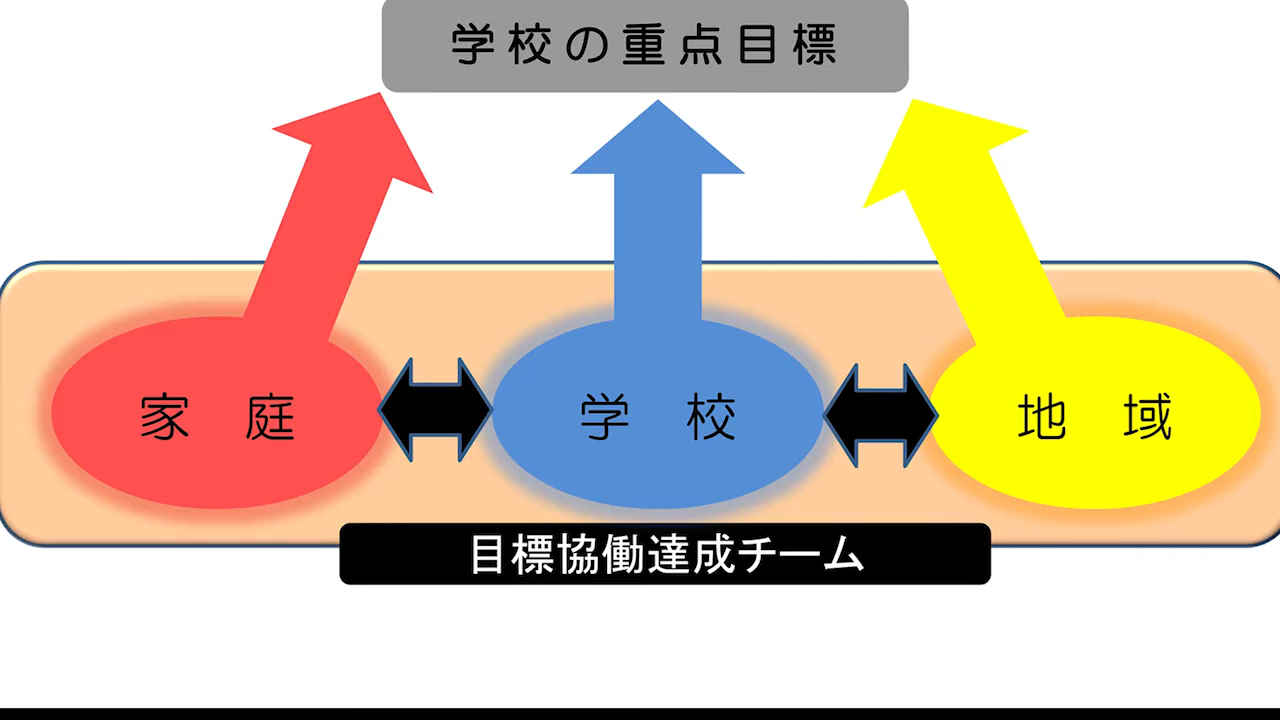 学校の重点目標
家庭
学校
地域
目標協働達成チーム